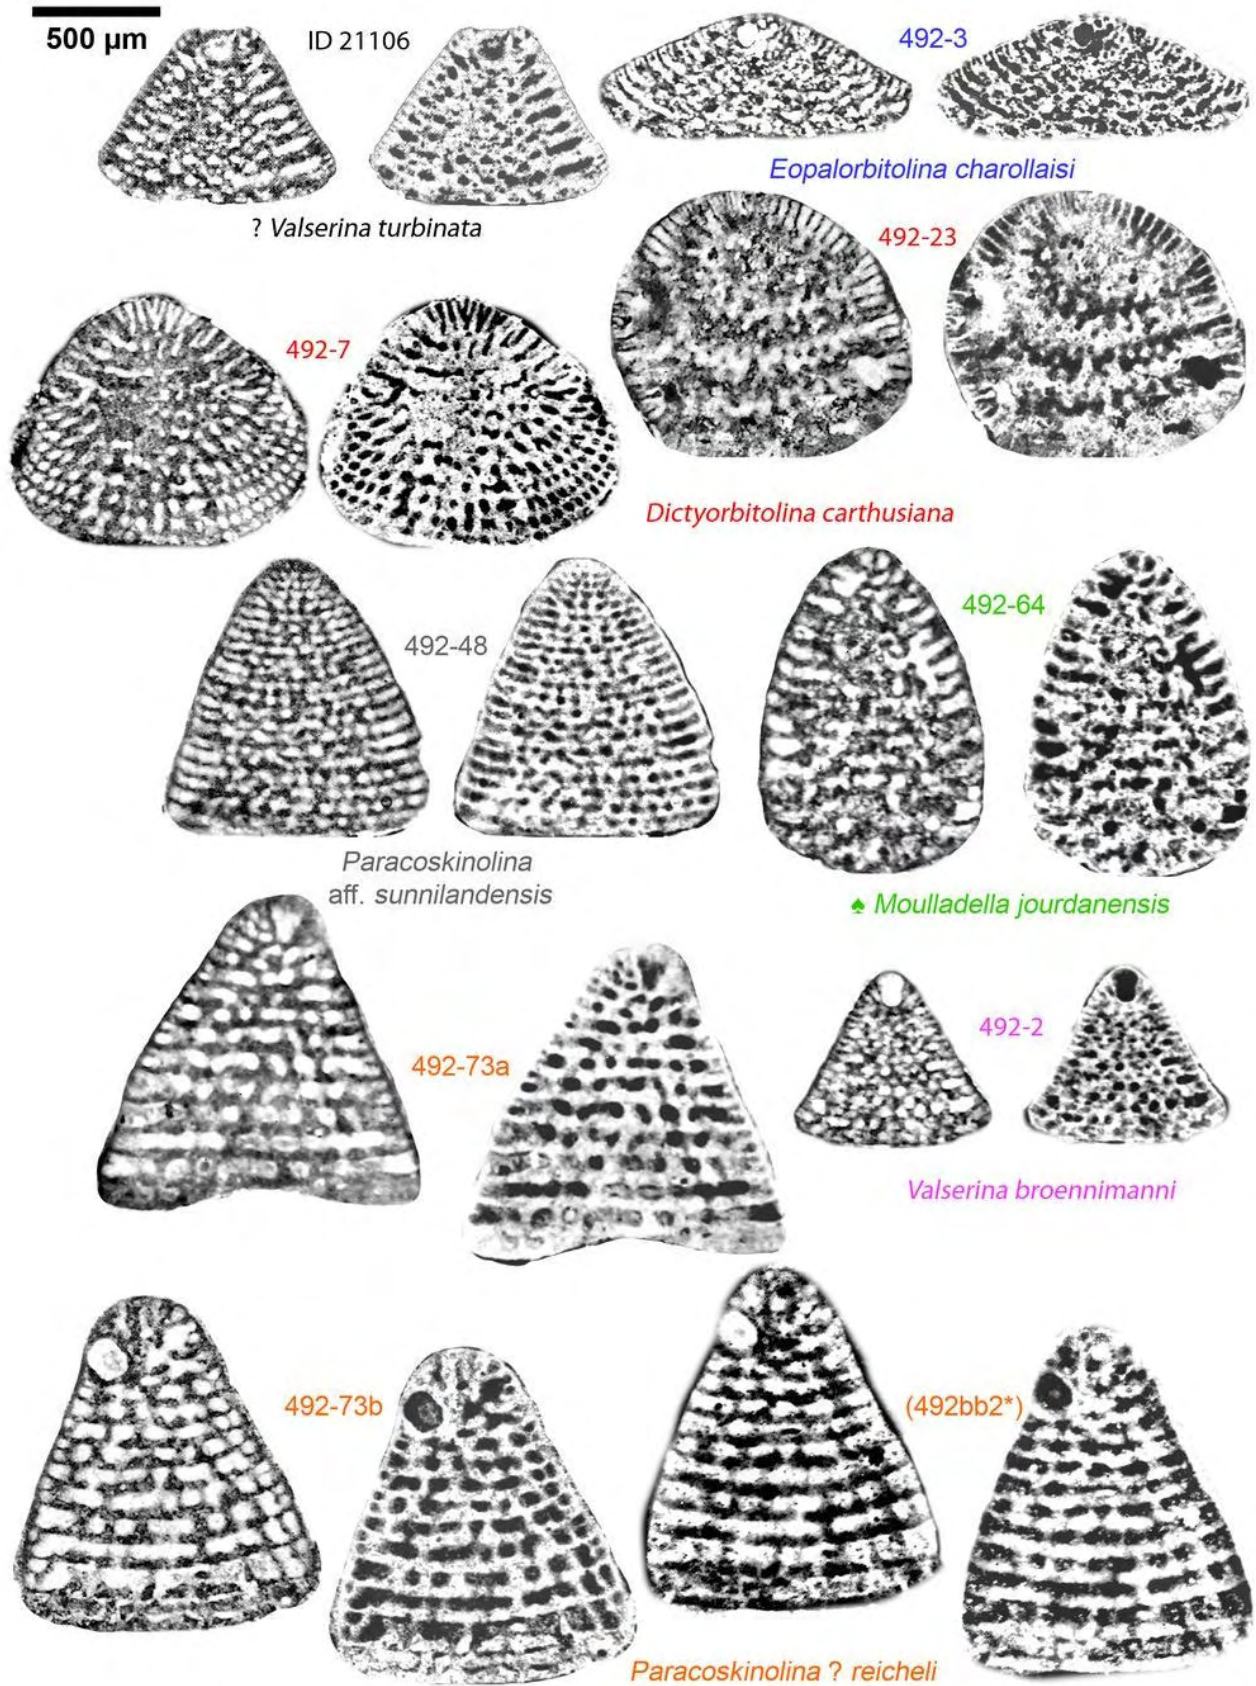 500 µm
ID 21106
492-3
Eopalorbitolina charollaisi
? Valserina turbinata
492-23
492-7
Dictyorbitolina carthusiana
492-64
492-48
Paracoskinolina
aff. sunnilandensis
♠ Moulladella jourdanensis
492-2
492-73a
Valserina broennimanni
492-73b
(492bb2*)
Paracoskinolina ? reicheli